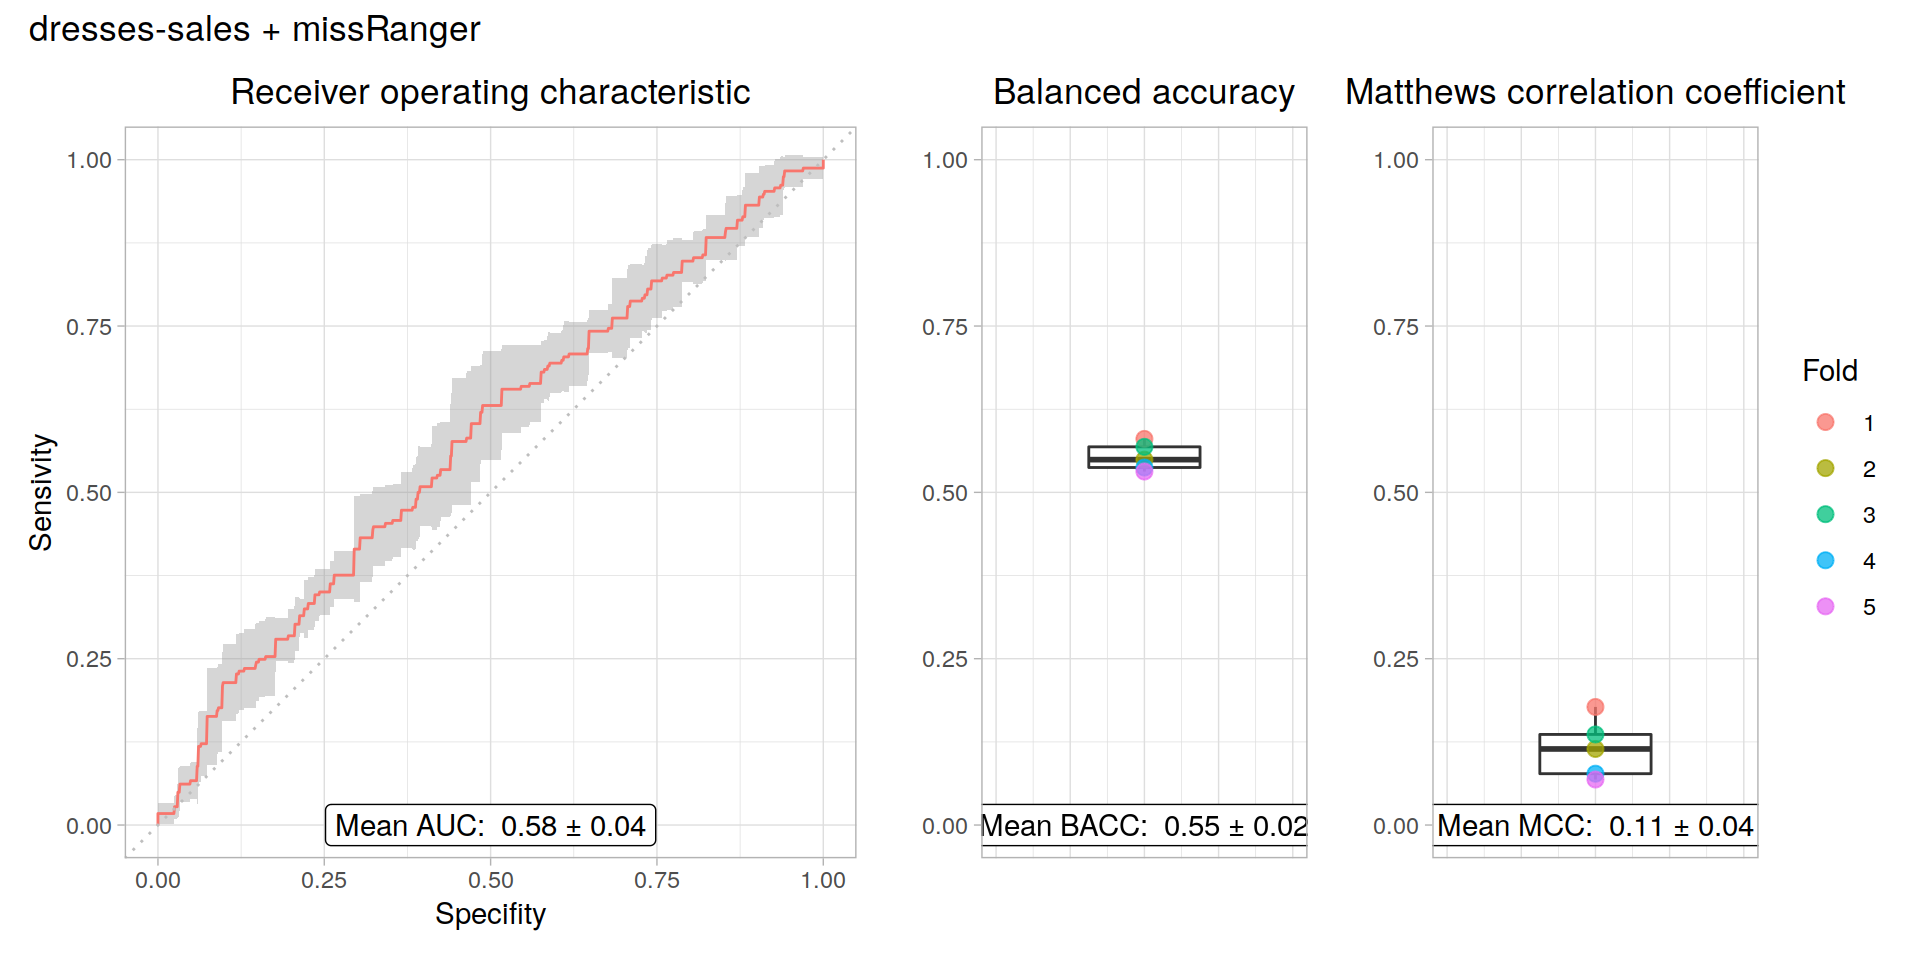 dresses-sales + missRanger
Receiver operating characteristic
1.00
0.75
0.50
0.25
0.00
Sensivity
Mean AUC:  0.58 ± 0.04
0.00
0.25
0.50
0.75
1.00
Specifity
Balanced accuracy
1.00
0.75
0.50
0.25
0.00
Mean BACC:  0.55 ± 0.02
Matthews correlation coefficient
1.00
0.75
0.50
0.25
0.00
Mean MCC:  0.11 ± 0.04
Fold
1
2
3
4
5